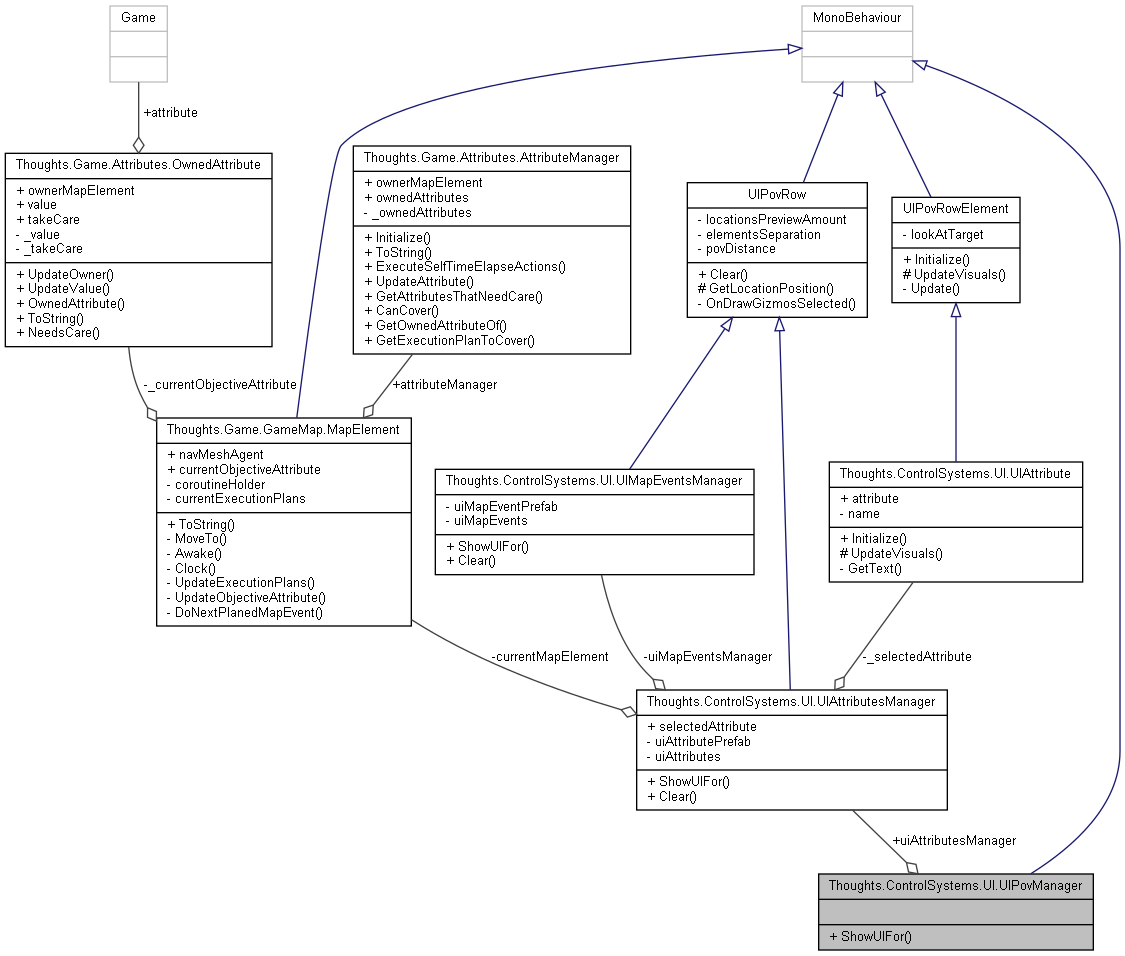 Game
+attribute
Thoughts.Game.Attributes.OwnedAttribute
+ ownerMapElement
+ value
+ takeCare
- _value
- _takeCare
+ UpdateOwner()
+ UpdateValue()
+ OwnedAttribute()
+ ToString()
+ NeedsCare()
Thoughts.Game.Attributes.AttributeManager
+ ownerMapElement
+ ownedAttributes
- _ownedAttributes
+ Initialize()
+ ToString()
+ ExecuteSelfTimeElapseActions()
+ UpdateAttribute()
+ GetAttributesThatNeedCare()
+ CanCover()
+ GetOwnedAttributeOf()
+ GetExecutionPlanToCover()
MonoBehaviour
UIPovRow
- locationsPreviewAmount
- elementsSeparation
- povDistance
+ Clear()
# GetLocationPosition()
- OnDrawGizmosSelected()
UIPovRowElement
- lookAtTarget
+ Initialize()
# UpdateVisuals()
- Update()
-_currentObjectiveAttribute
+attributeManager
Thoughts.Game.GameMap.MapElement
+ navMeshAgent
+ currentObjectiveAttribute
- coroutineHolder
- currentExecutionPlans
+ ToString()
- MoveTo()
- Awake()
- Clock()
- UpdateExecutionPlans()
- UpdateObjectiveAttribute()
- DoNextPlanedMapEvent()
Thoughts.ControlSystems.UI.UIMapEventsManager
- uiMapEventPrefab
- uiMapEvents
+ ShowUIFor()
+ Clear()
Thoughts.ControlSystems.UI.UIAttribute
+ attribute
- name
+ Initialize()
# UpdateVisuals()
- GetText()
-currentMapElement
-uiMapEventsManager
-_selectedAttribute
Thoughts.ControlSystems.UI.UIAttributesManager
+ selectedAttribute
- uiAttributePrefab
- uiAttributes
+ ShowUIFor()
+ Clear()
+uiAttributesManager
Thoughts.ControlSystems.UI.UIPovManager
+ ShowUIFor()